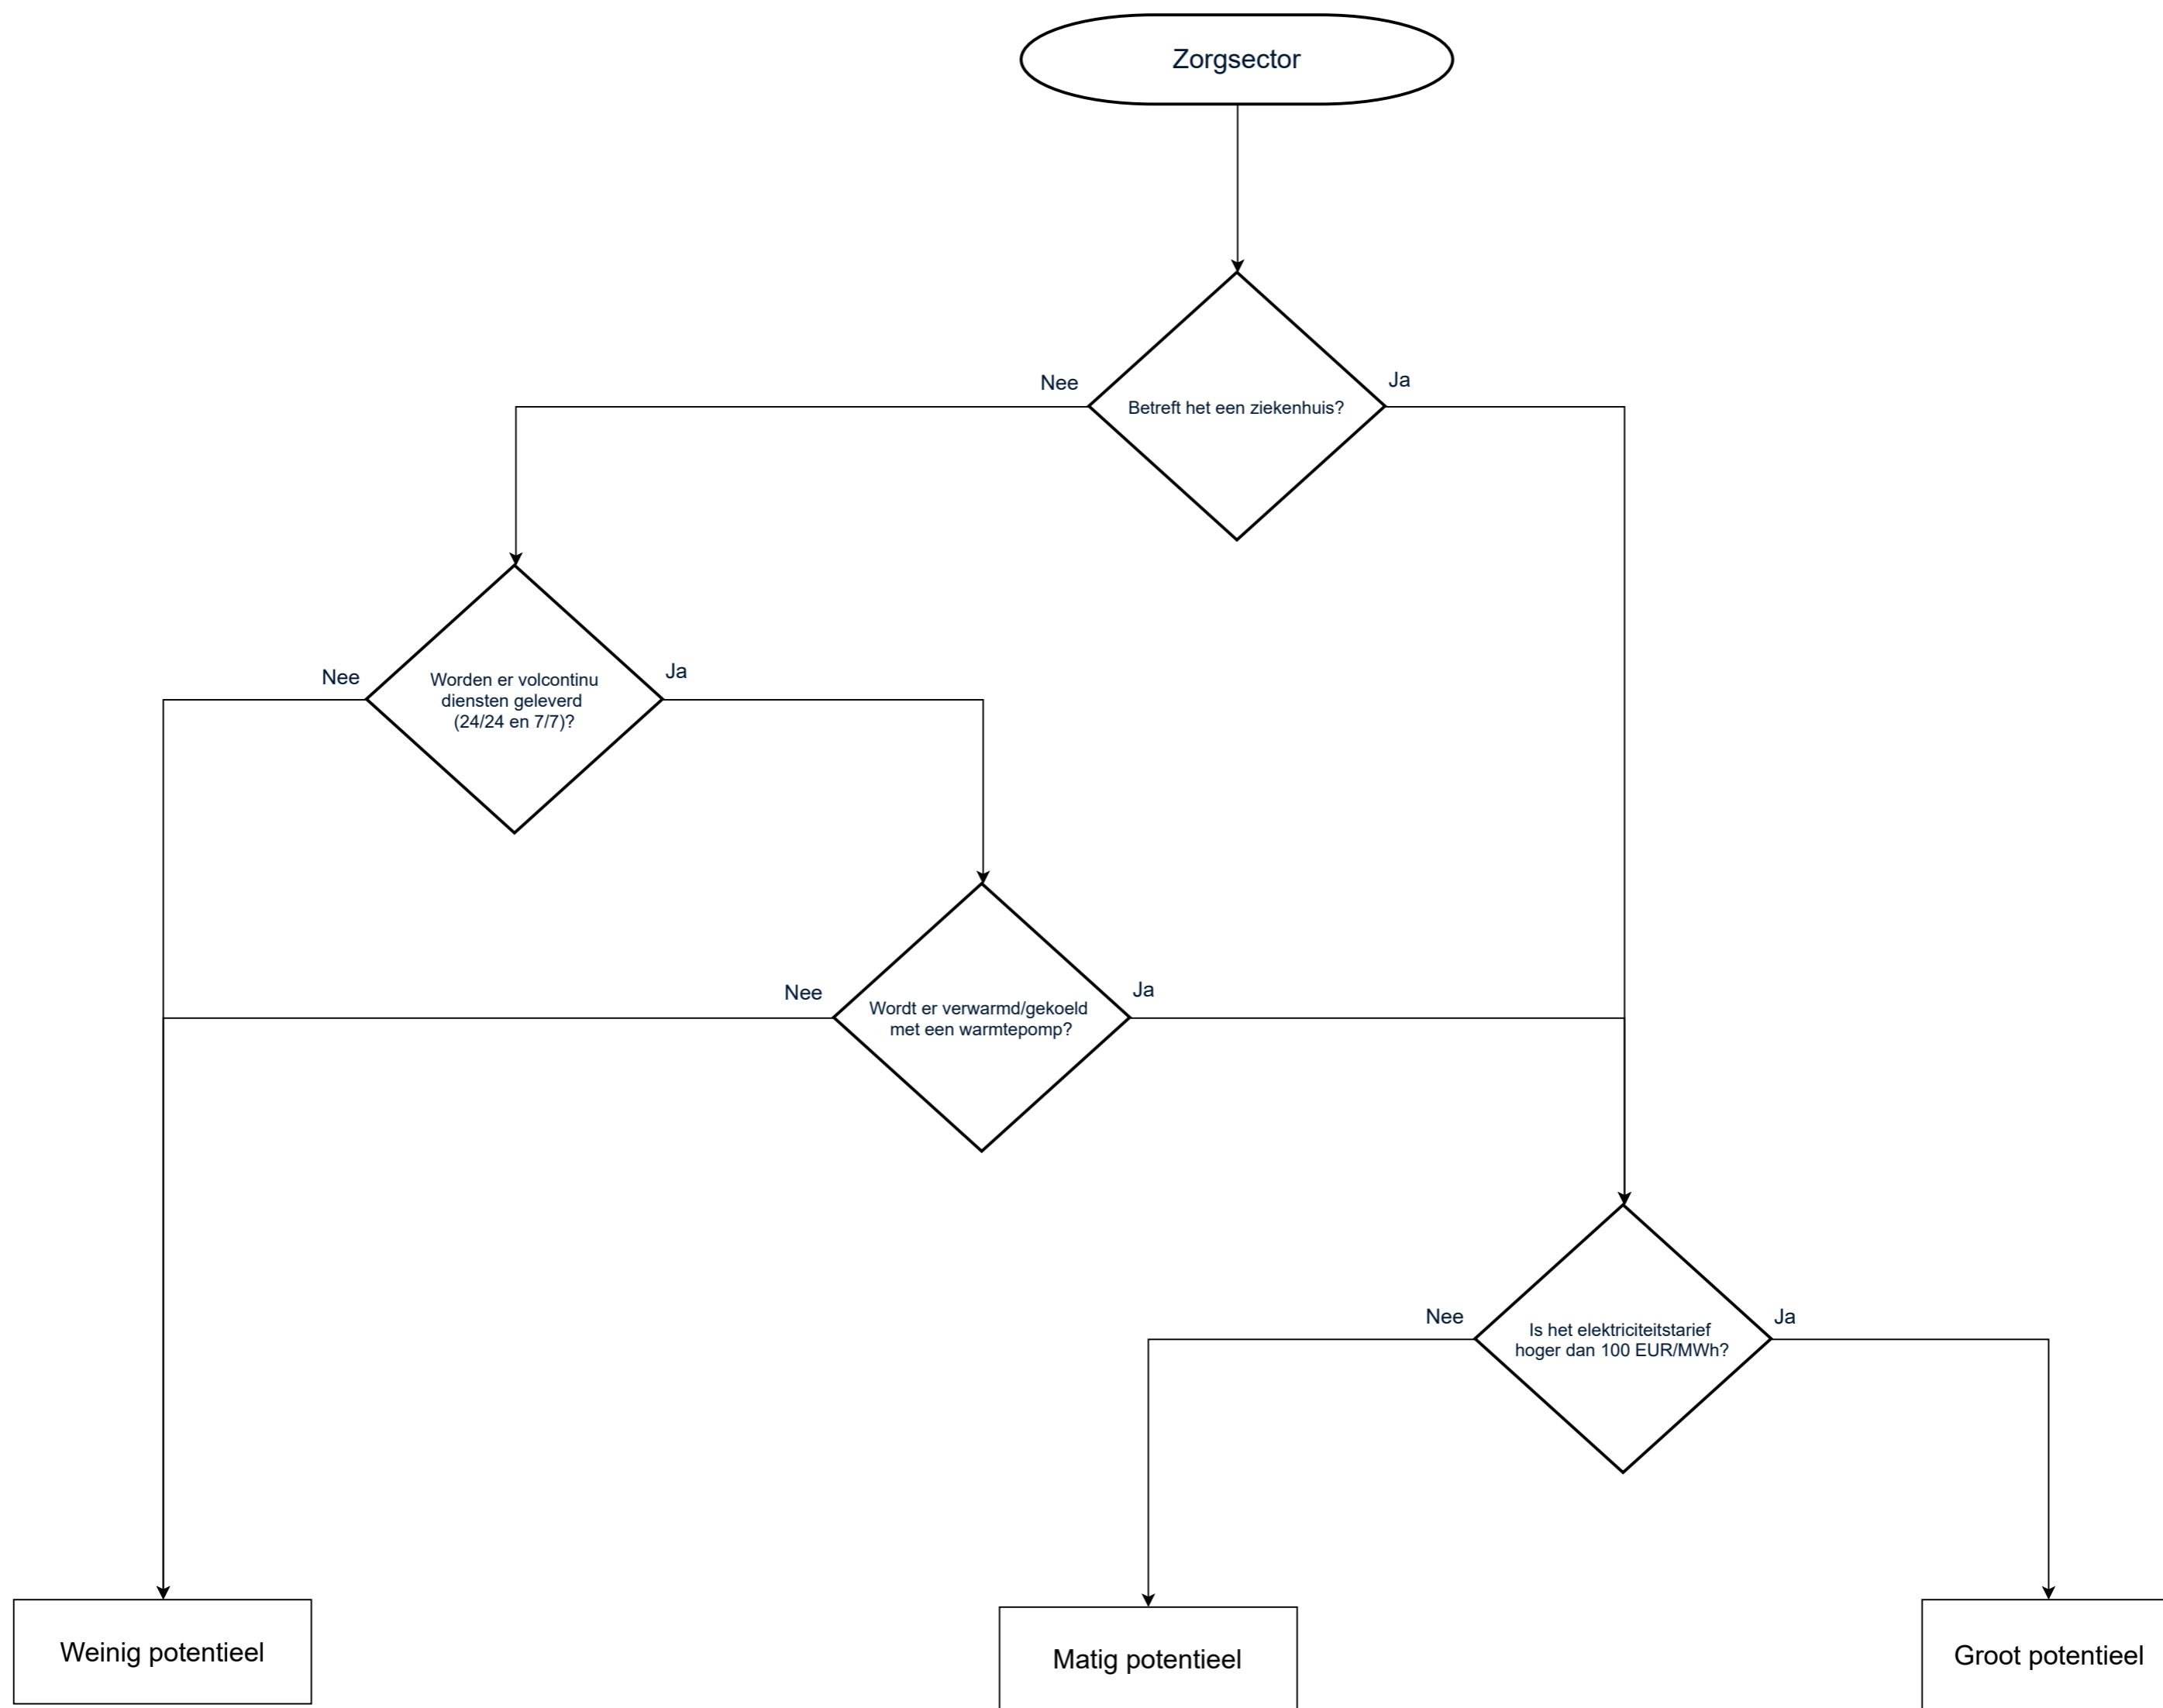 Zorgsector
Nee
Ja
Betreft het een ziekenhuis?
Nee
Ja
Worden er volcontinu
diensten geleverd
(24/24 en 7/7)?
Nee
Ja
Wordt er verwarmd/gekoeld
met een warmtepomp?
Nee
Ja
Is het elektriciteitstarief
hoger dan 100 EUR/MWh?
Weinig potentieel
Matig potentieel
Groot potentieel